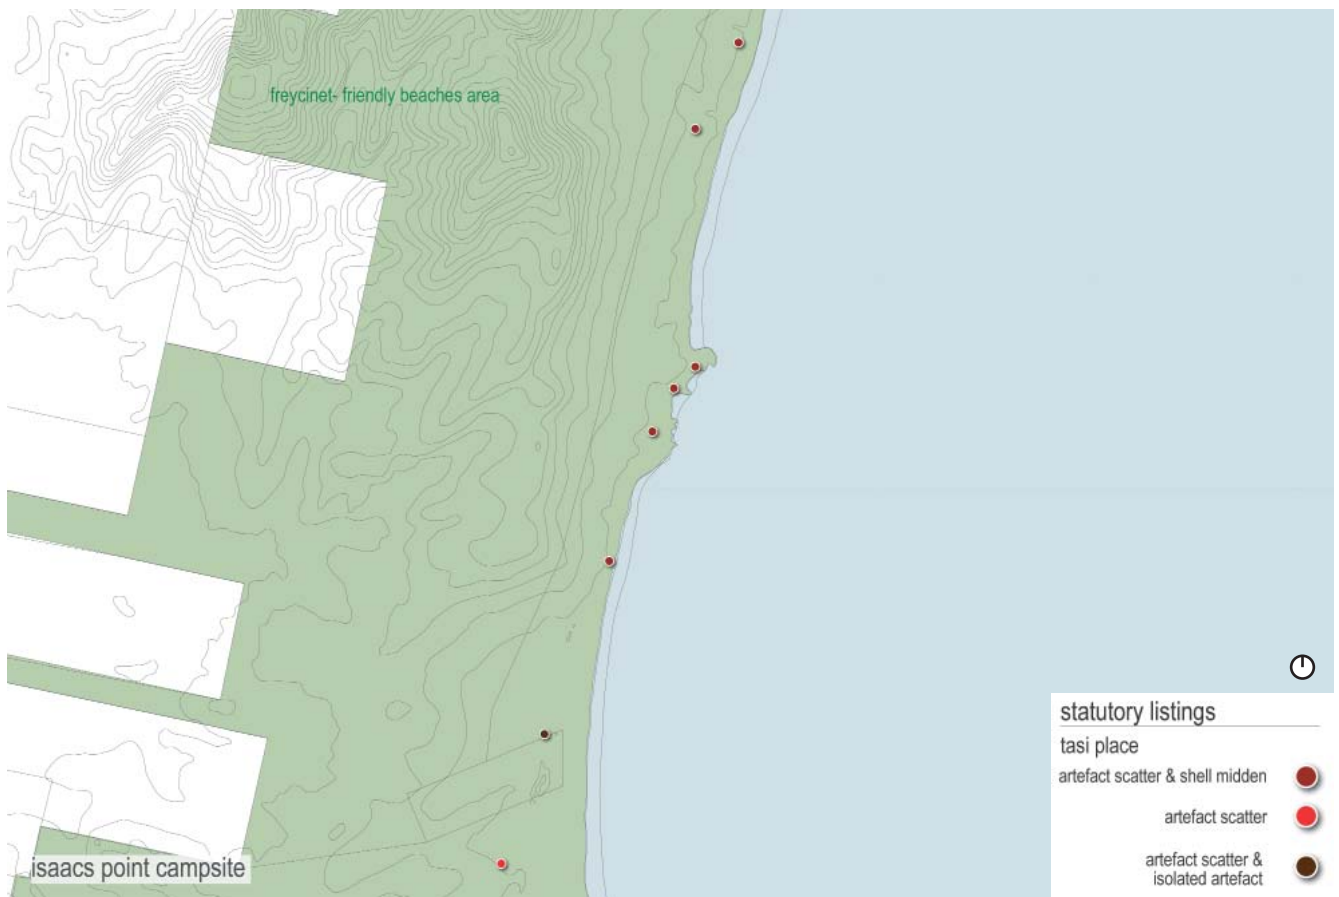 freycinet- friendly beaches area
statutory listings
tasi place
artefact scatter & shell midden
artefact scatter
artefact scatter &
isolated artefact
isaacs point campsite